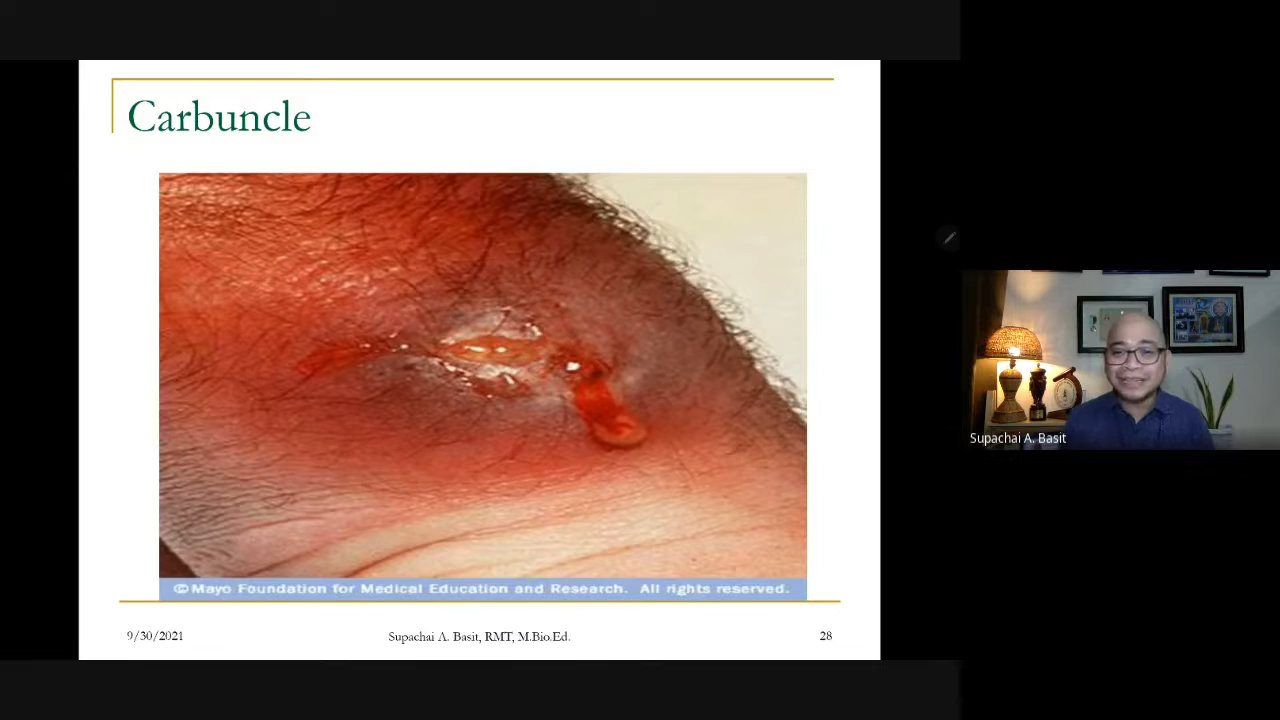 Carbuncle
©Mayo Foundation for Medical Education and Research. All rights reserved.
9/30/2021
Supachai A. Basit, RMT, M.Bio.Ed.
28
Supachai A. Basit